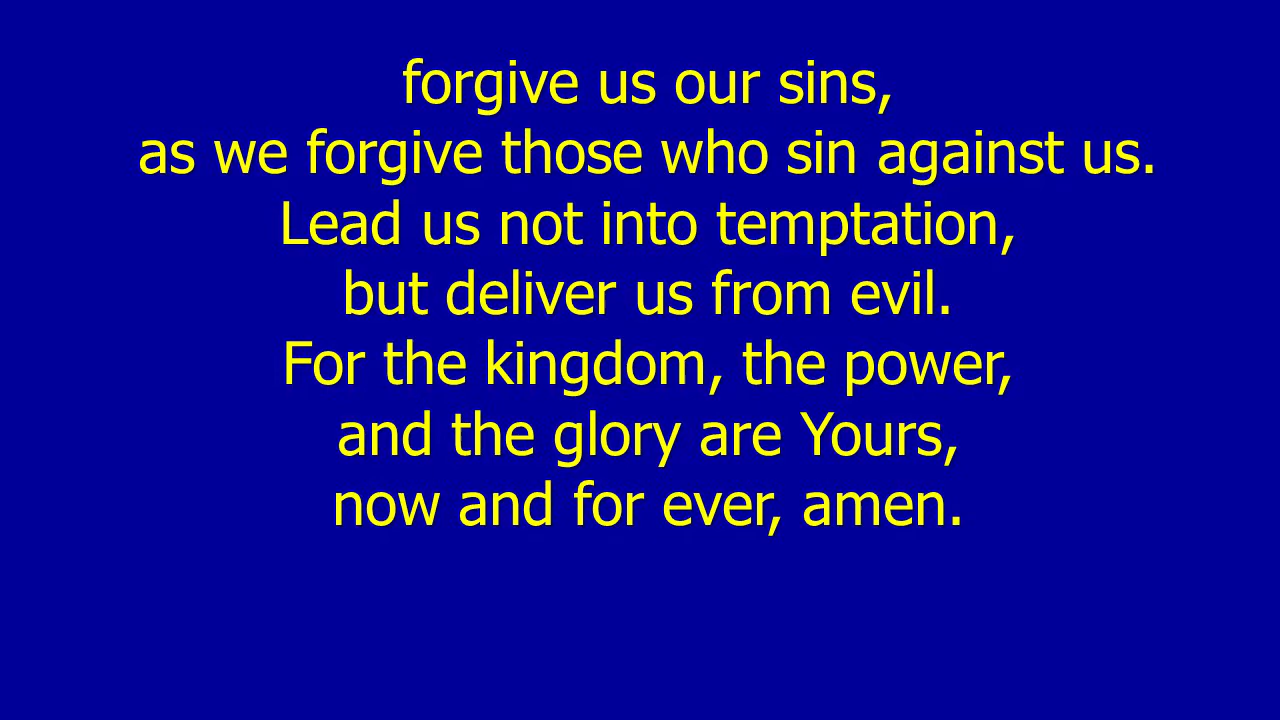 forgive us our sins,
as we forgive those who sin against us.
Lead us not into temptation,
but deliver us from evil.
For the kingdom, the power,
and the glory are Yours,
now and for ever, amen.